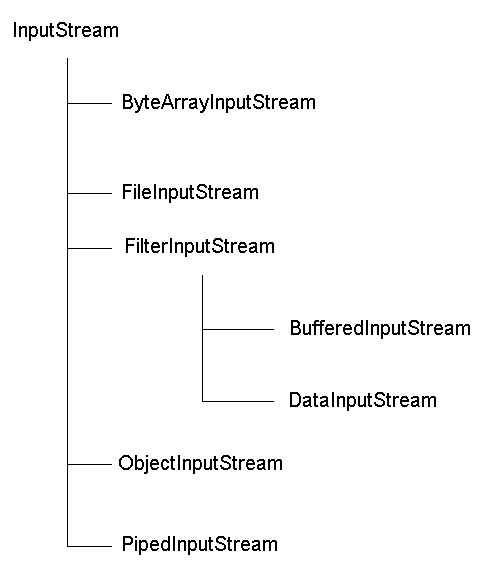 InputStream
ByteArrayInputStream
FileInputStream
FilterInputStream
BufferedInputStream
DataInputStream
ObjectInputStream
PipedInputStream